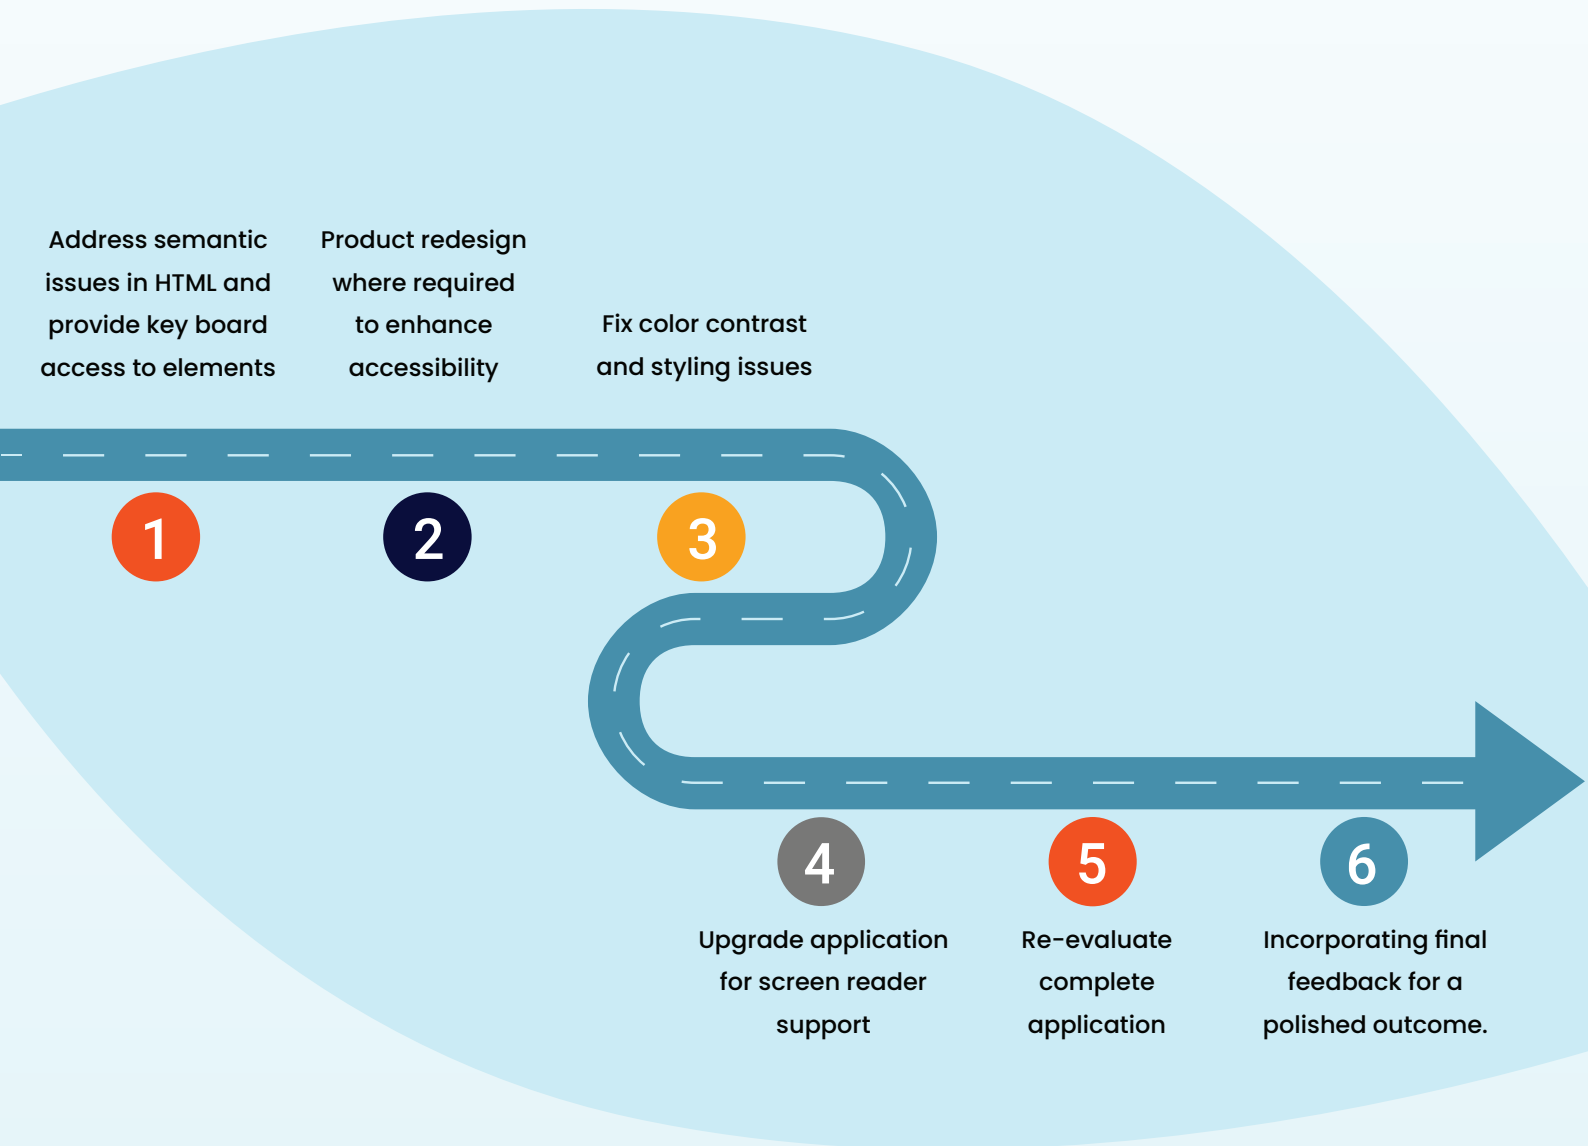 Address semantic
issues in HTML and
provide key board
access to elements
Product redesign
where required
to enhance
accessibility
Fix color contrast
and styling issues
1
2
3
4
5
6
Upgrade application
for screen reader
support
Re-evaluate
complete
application
Incorporating final
feedback for a
polished outcome.